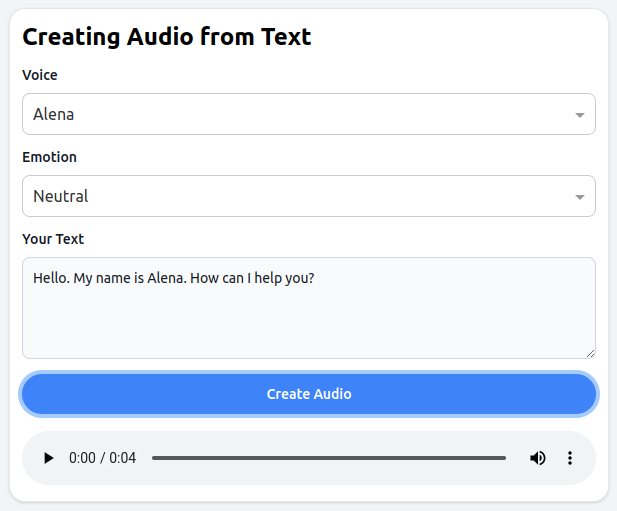 Creating Audio from Text
Voice
Alena
Emotion
Neutral
Your Text
Hello. My name is Alena. How can I help you?
Create Audio
0:00 / 0:04